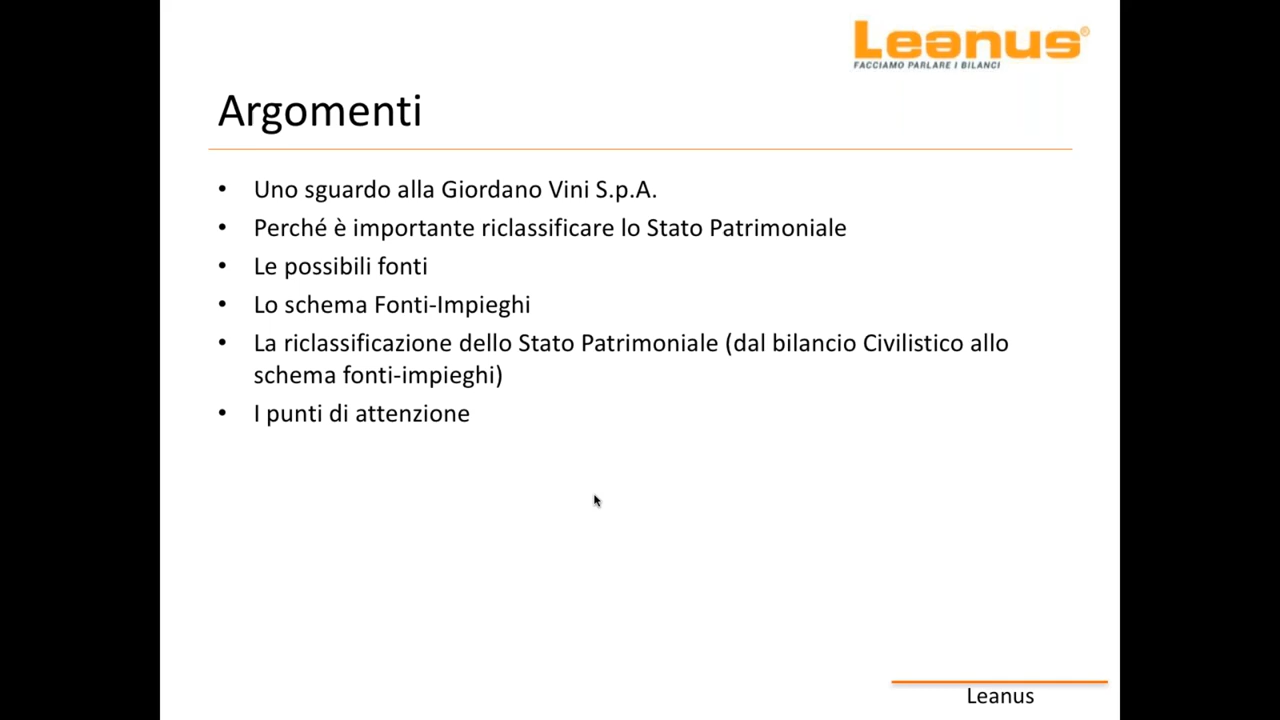 Leanus®
FACCIAMO PARLARE I BILANCI
Argomenti
• Uno sguardo alla Giordano Vini S.p.A.
• Perché è importante riclassificare lo Stato Patrimoniale
• Le possibili fonti
• Lo schema Fonti-Impieghi
• La riclassificazione dello Stato Patrimoniale (dal bilancio Civilistico allo
schema fonti-impieghi)
• I punti di attenzione
Leanus